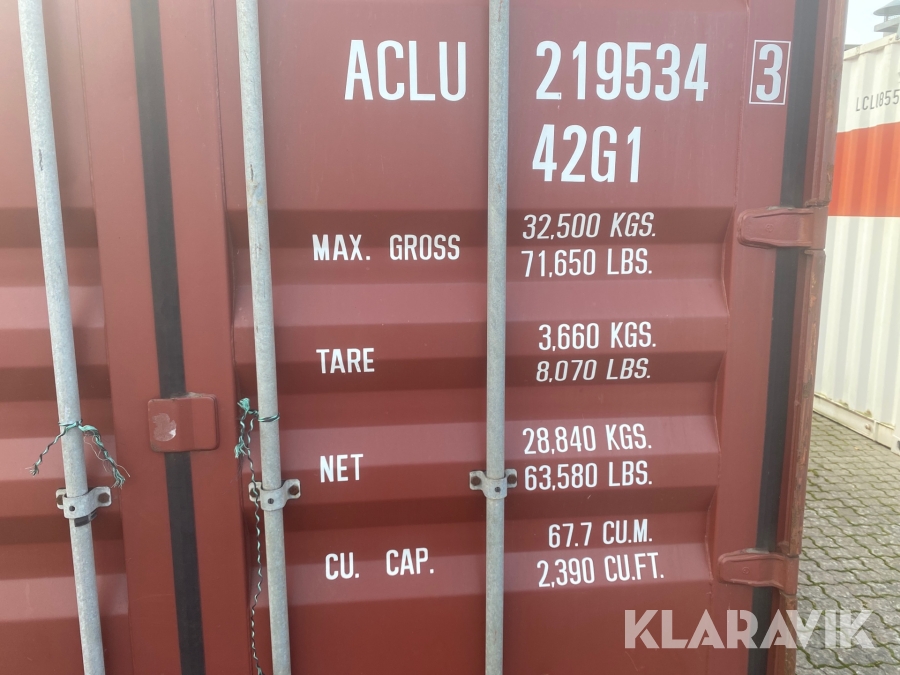 ACLU 219534 3
42G1
MAX. GROSS 32,500 KGS.
71,650 LBS.
TARE 3,660 KGS.
8,070 LBS.
NET 28,840 KGS.
63,580 LBS.
CU. CAP. 67.7 CU.M.
2,390 CU.FT.
LCLU855
KLARAVIK